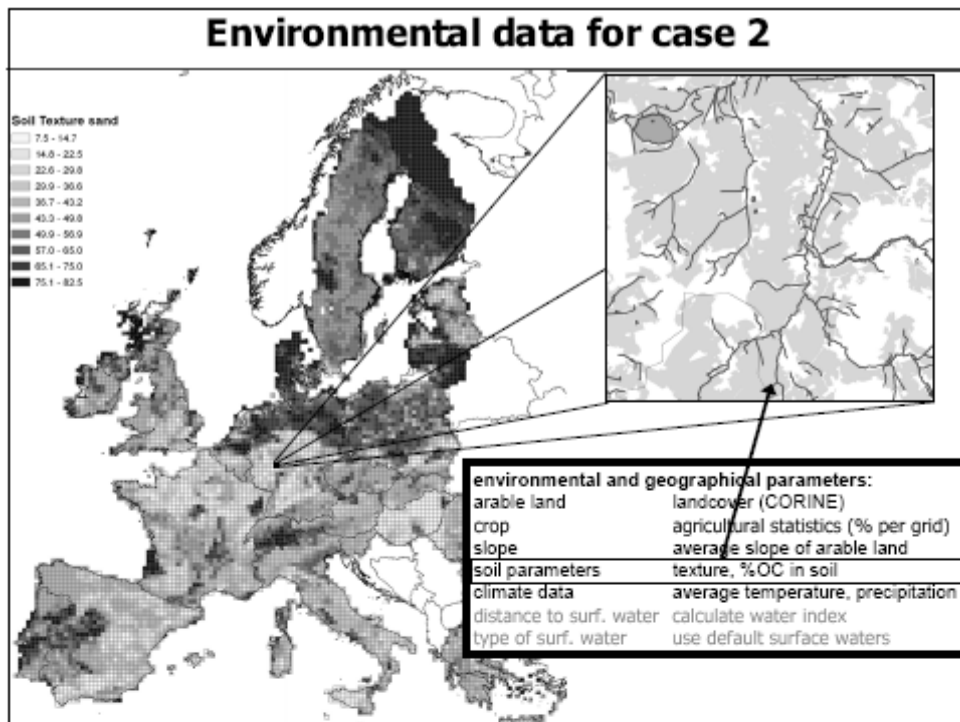 Environmental data for case 2
Soil Texture sand
7.5 - 14.7
14.8 - 22.5
22.6 - 29.8
29.9 - 36.6
36.7 - 43.2
43.3 - 49.8
49.9 - 56.9
57.0 - 65.0
65.1 - 75.0
75.1 - 82.5
environmental and geographical parameters:
arable land landcover (CORINE)
crop agricultural statistics (% per grid)
slope average slope of arable land
soil parameters texture, %OC in soil
climate data average temperature, precipitation
distance to surf. water calculate water index
type of surf. water use default surface waters